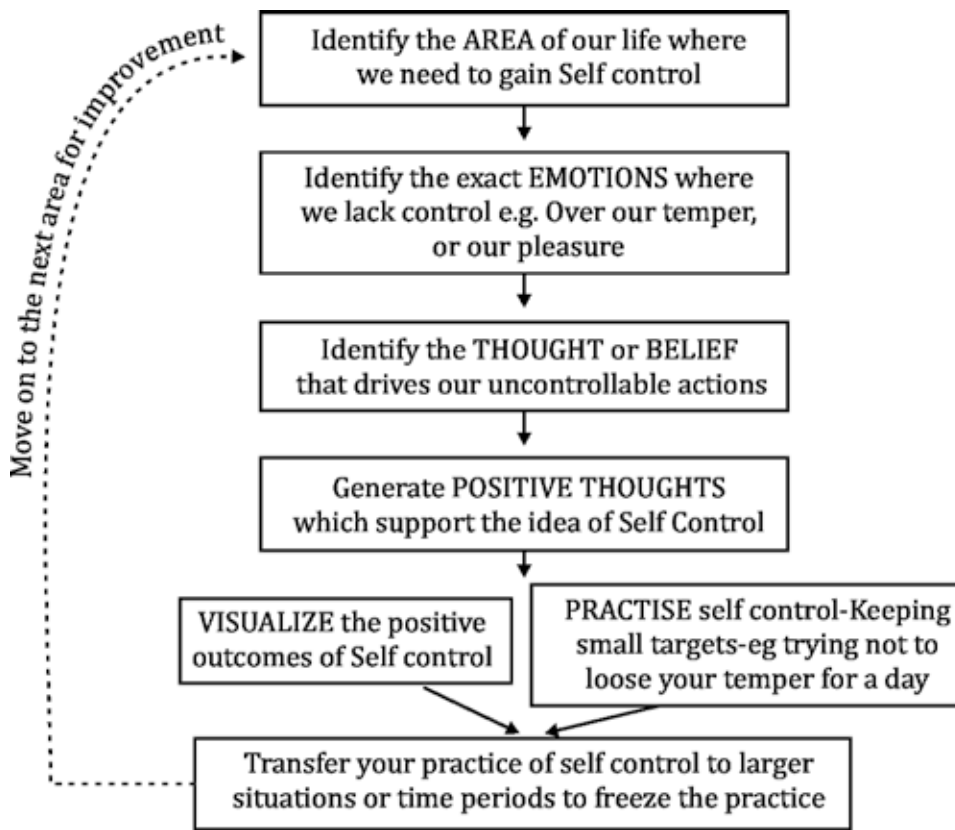 Move on to the next area for improvement
Identify the AREA of our life where
we need to gain Self control
Identify the exact EMOTIONS where
we lack control e.g. Over our temper,
or our pleasure
Identify the THOUGHT or BELIEF
that drives our uncontrollable actions
Generate POSITIVE THOUGHTS
which support the idea of Self Control
VISUALIZE the positive
outcomes of Self control
PRACTISE self control-Keeping
small targets-eg trying not to
loose your temper for a day
Transfer your practice of self control to larger
situations or time periods to freeze the practice